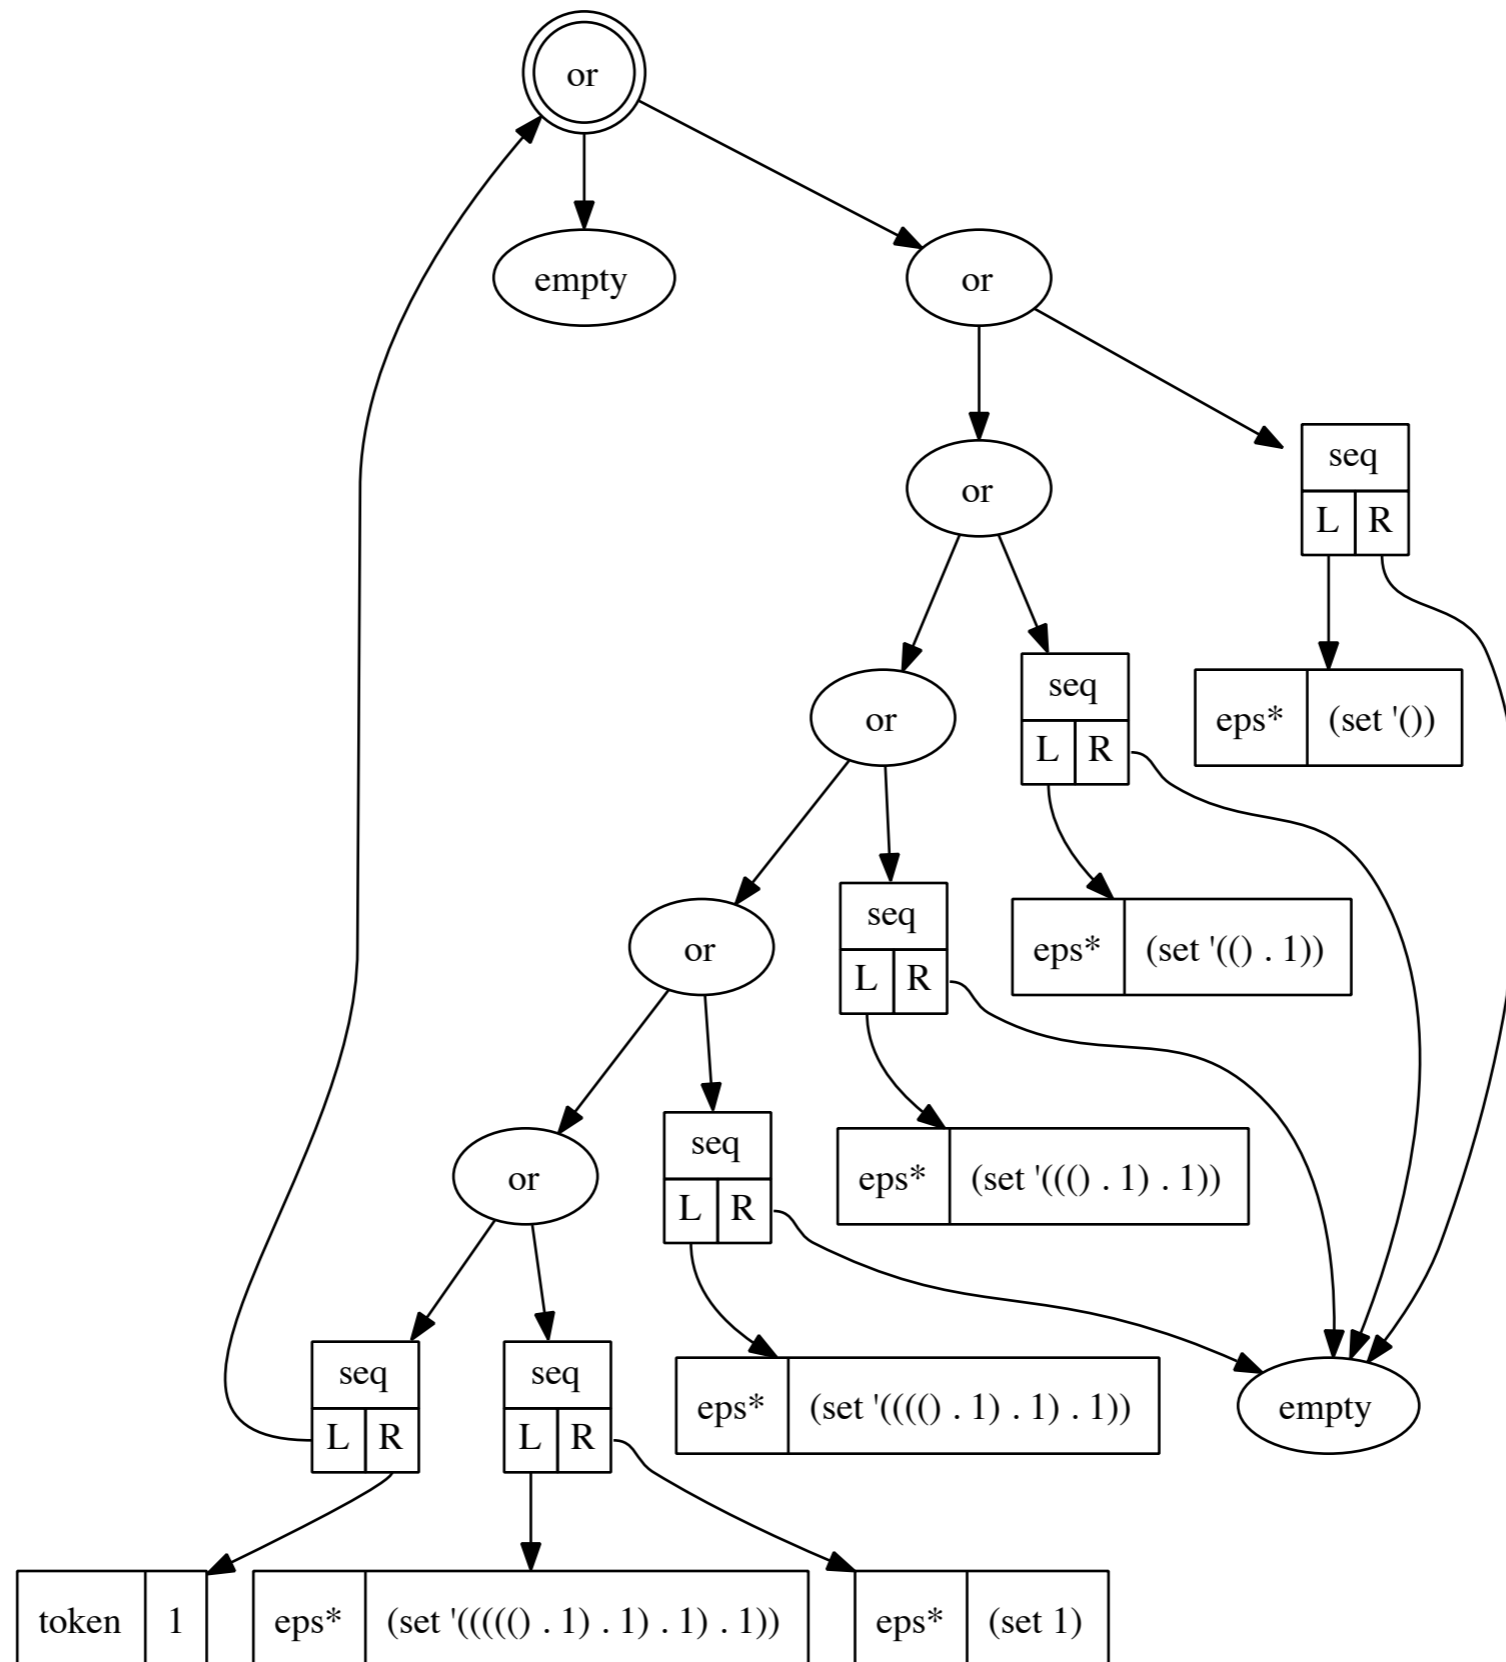 or
empty
or
or
seq
L R
or
seq
L R
eps* (set '())
or
seq
L R
eps* (set '(() . 1))
or
seq
L R
eps* (set '((() . 1) . 1))
seq
L R
seq
L R
eps* (set '(((() . 1) . 1) . 1))
empty
token 1
eps* (set '((((() . 1) . 1) . 1) . 1))
eps* (set 1)